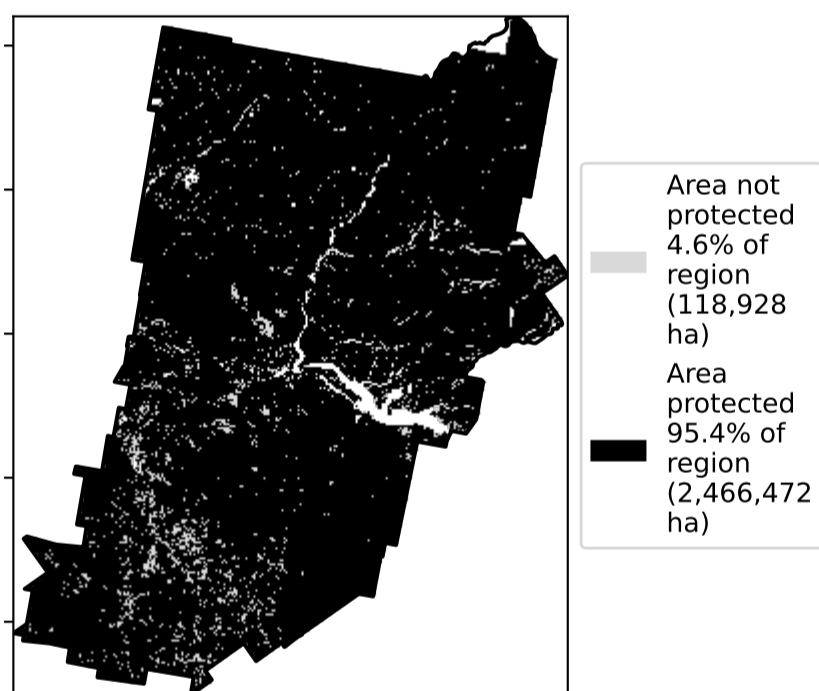 Area not
protected
4.6% of
region
(118,928
ha)
Area
protected
95.4% of
region
(2,466,472
ha)